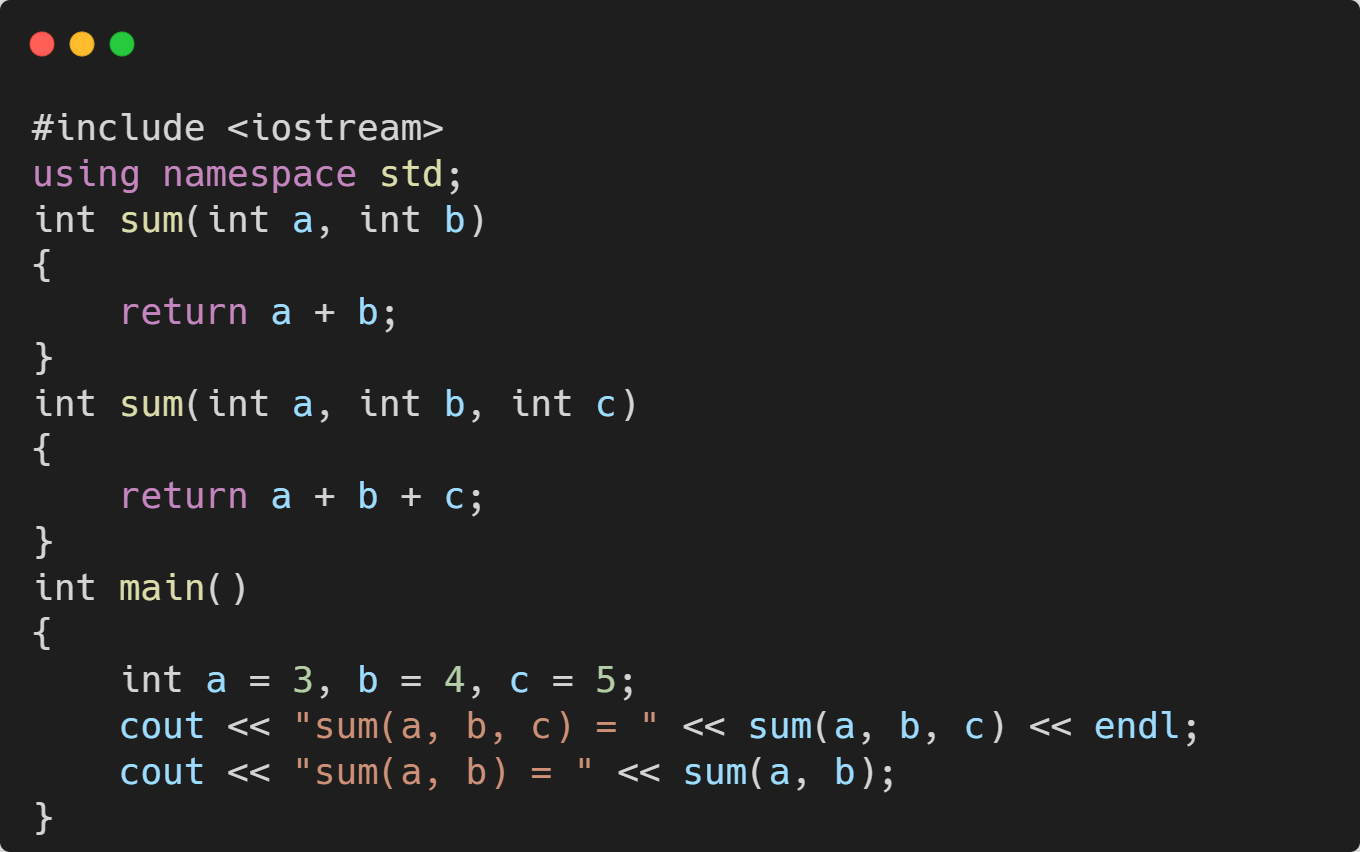 #include <iostream>
using namespace std;
int sum(int a, int b)
{
    return a + b;
}
int sum(int a, int b, int c)
{
    return a + b + c;
}
int main()
{
    int a = 3, b = 4, c = 5;
    cout << "sum(a, b, c) = " << sum(a, b, c) << endl;
    cout << "sum(a, b) = " << sum(a, b);
}